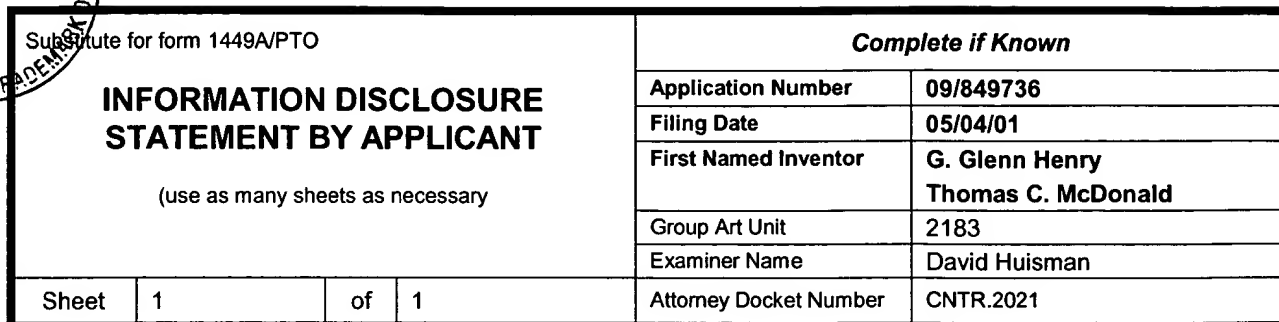 Substitute for form 1449A/PTO
INFORMATION DISCLOSURE
STATEMENT BY APPLICANT
(use as many sheets as necessary
Sheet 1 of 1
Complete if Known
Application Number 09/849736
Filing Date 05/04/01
First Named Inventor G. Glenn Henry
Thomas C. McDonald
Group Art Unit 2183
Examiner Name David Huisman
Attorney Docket Number CNTR.2021